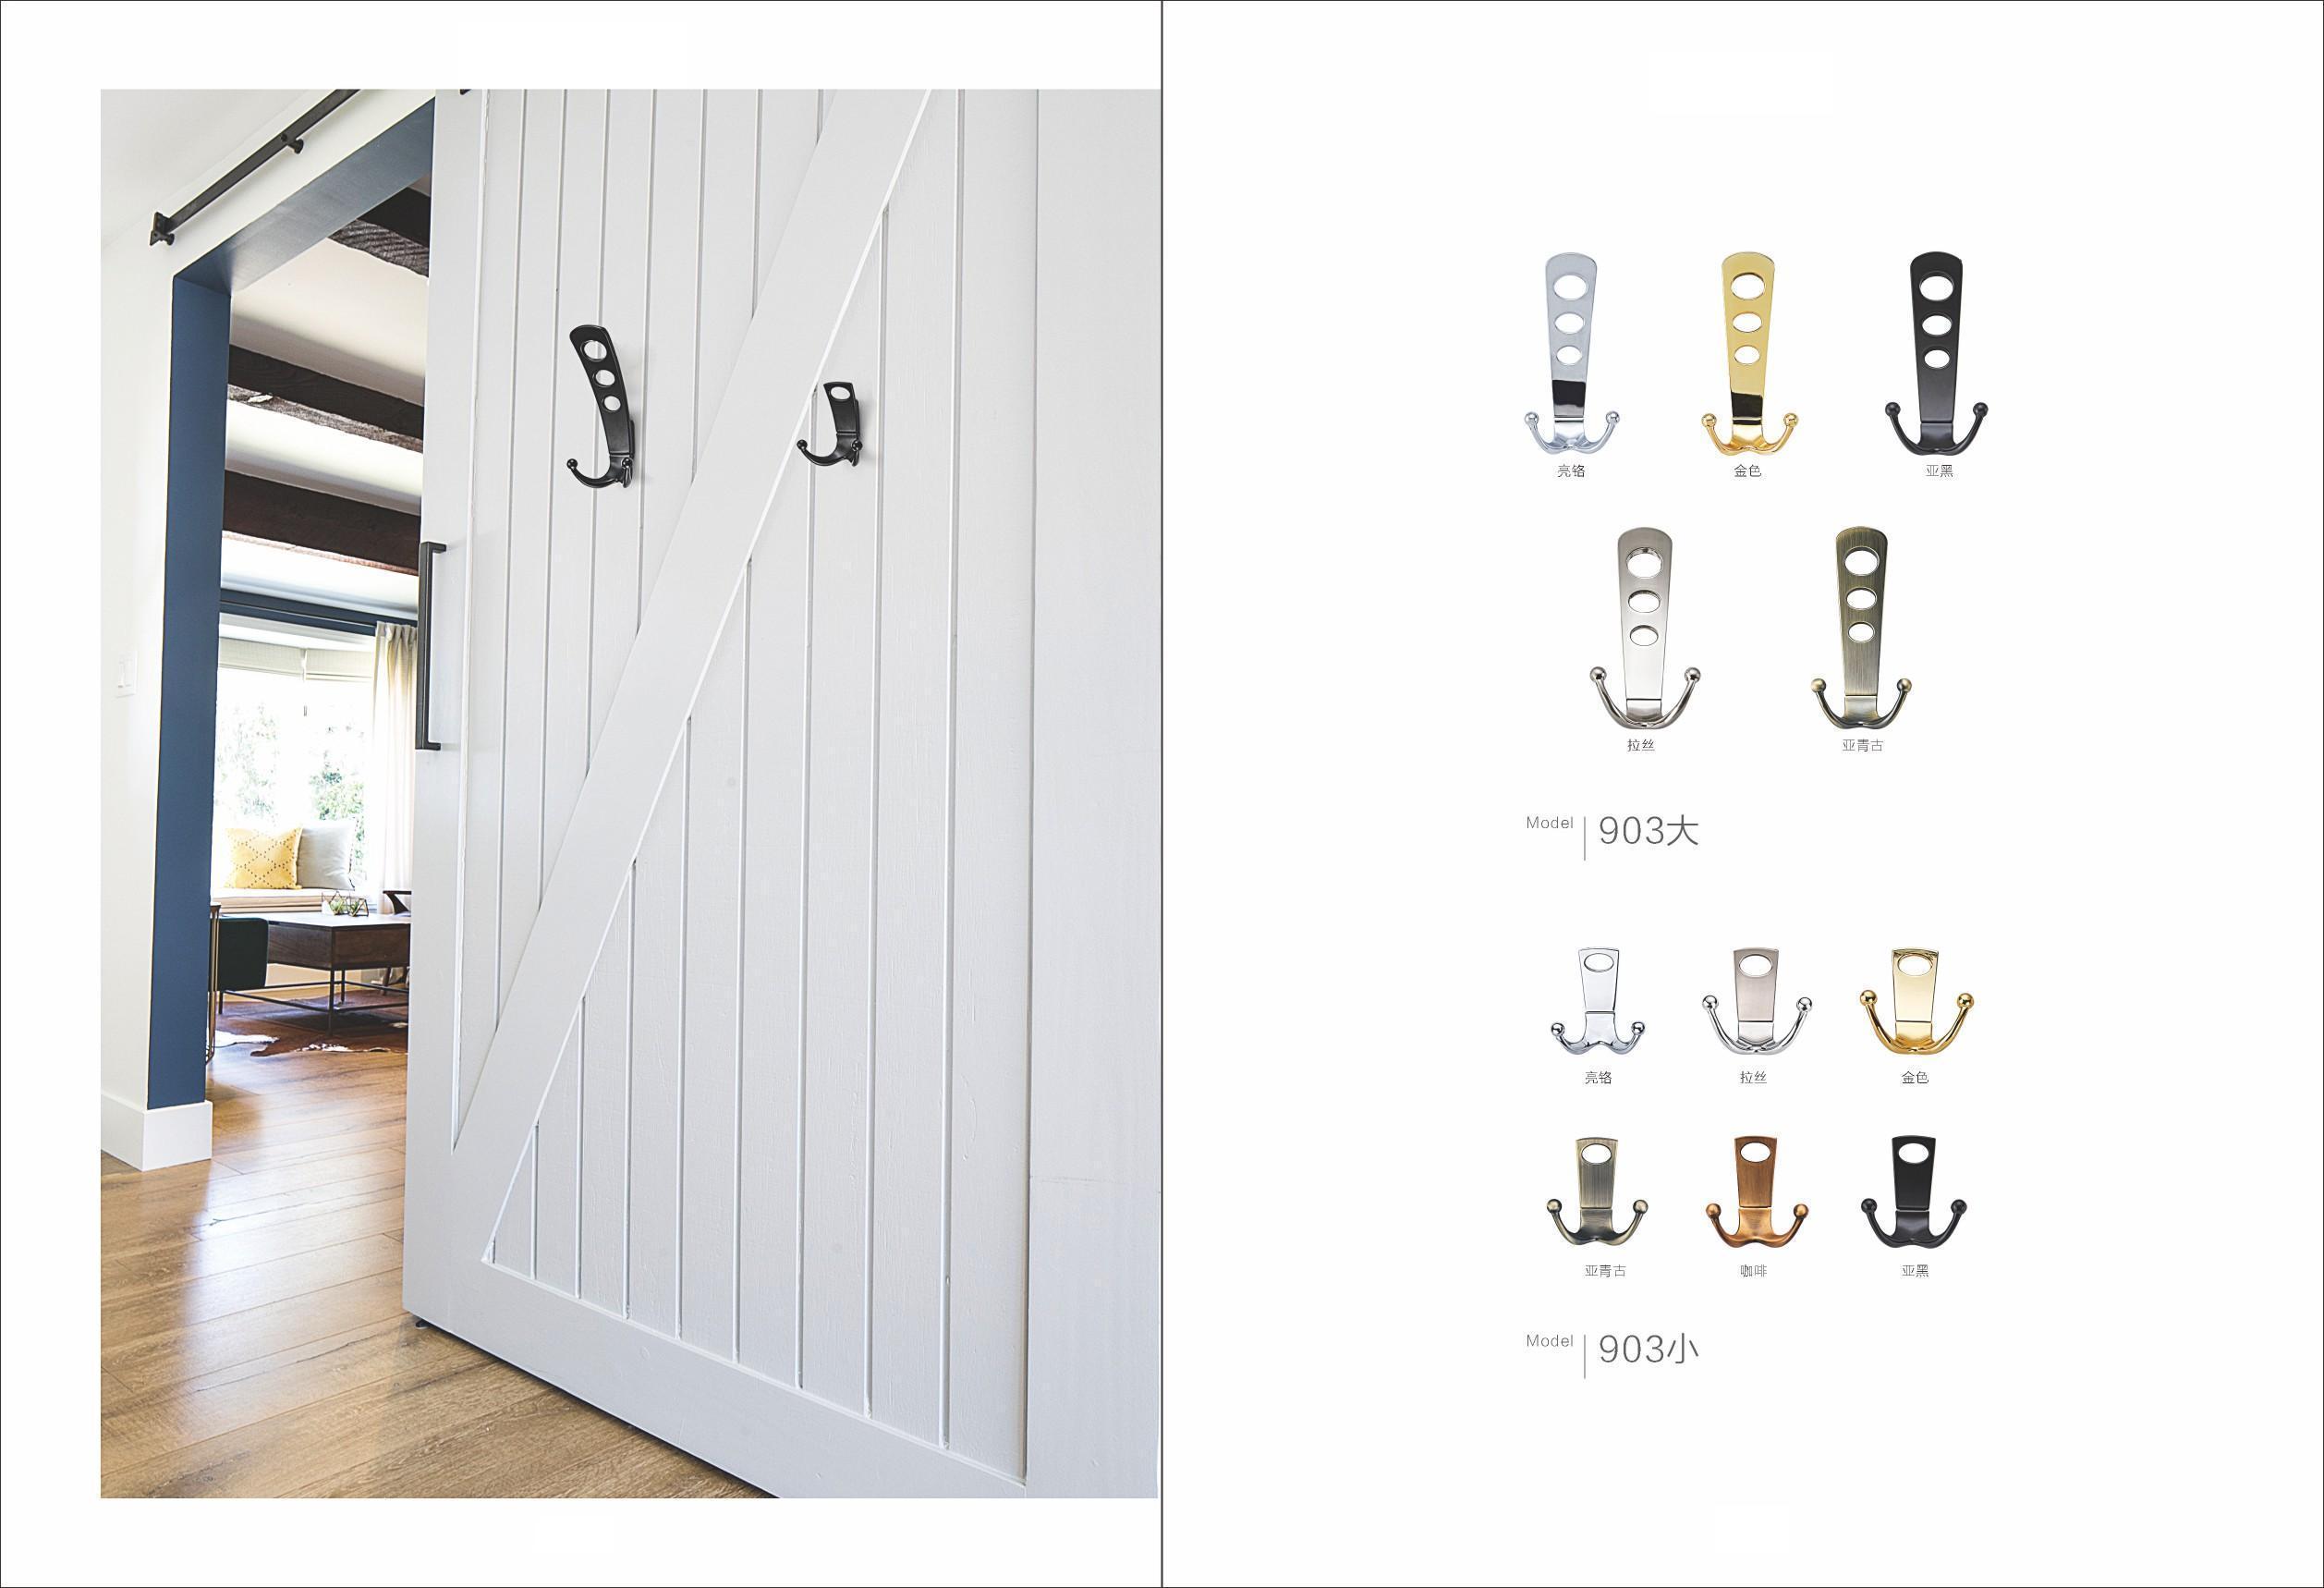 亮铬 金色 亚黑
拉丝 亚青古
Model 903大
亮铬 拉丝 金色
亚青古 咖啡 亚黑
Model 903小